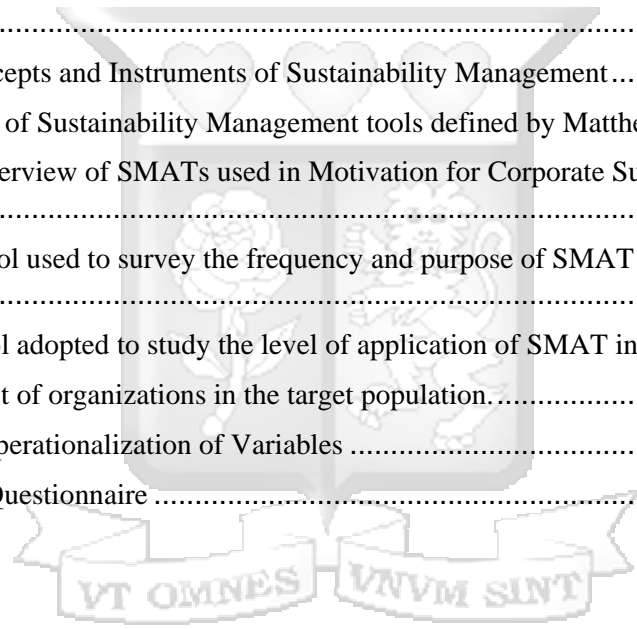 ....................
cepts and Instruments of Sustainability Management...
of Sustainability Management tools defined by Matthe
erview of SMATs used in Motivation for Corporate Su
....................
ol used to survey the frequency and purpose of SMAT
....................
l adopted to study the level of application of SMAT in
t of organizations in the target population....................
perationalization of Variables ....................
Questionnaire ....................
VT OMNES VNVM SINT